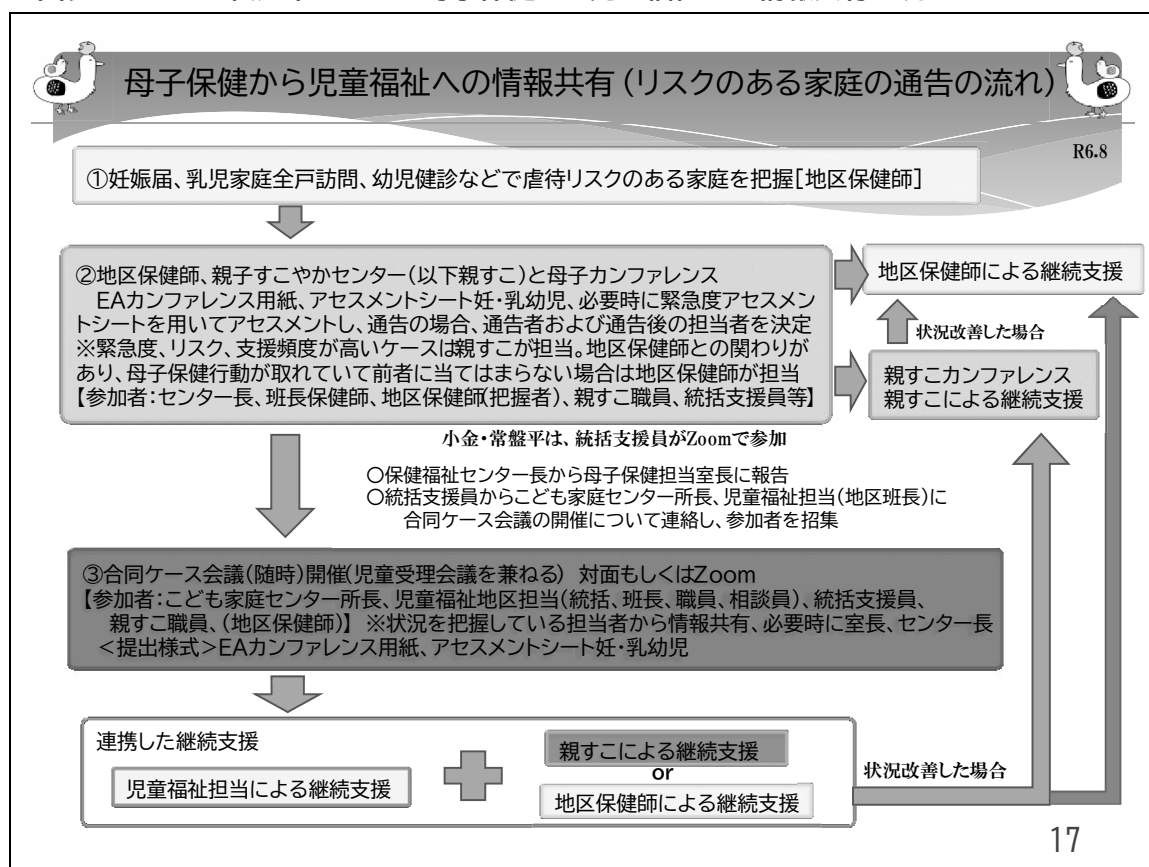 母子保健から児童福祉への情報共有(リスクのある家庭の通告の流れ)
R6.8
①妊娠届、乳児家庭全戸訪問、幼児健診などで虐待リスクのある家庭を把握[地区保健師]
②地区保健師、親子すこやかセンター(以下親すこ)と母子カンファレンス
EAカンファレンス用紙、アセスメントシート妊・乳幼児、必要時に緊急度アセスメン
トシートを用いてアセスメントし、通告の場合、通告者および通告後の担当者を決定
※緊急度、リスク、支援頻度が高いケースは親すこが担当。地区保健師との関わりが
あり、母子保健行動が取れていて前者に当てはまらない場合は地区保健師が担当
【参加者:センター長、班長保健師、地区保健師(把握者)、親すこ職員、統括支援員等】
地区保健師による継続支援
状況改善した場合
親すこカンファレンス
親すこによる継続支援
小金・常盤平は、統括支援員がZoomで参加
○保健福祉センター長から母子保健担当室長に報告
○統括支援員からこども家庭センター所長、児童福祉担当(地区班長)に
合同ケース会議の開催について連絡し、参加者を招集
③合同ケース会議(随時)開催(児童受理会議を兼ねる) 対面もしくはZoom
【参加者:こども家庭センター所長、児童福祉地区担当(統括、班長、職員、相談員)、統括支援員、
親すこ職員、(地区保健師)】 ※状況を把握している担当者から情報共有、必要時に室長、センター長
<提出様式>EAカンファレンス用紙、アセスメントシート妊・乳幼児
連携した継続支援
児童福祉担当による継続支援
親すこによる継続支援
or
地区保健師による継続支援
状況改善した場合
17